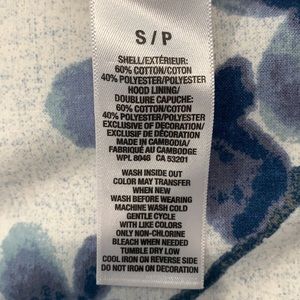 S / P
SHELL/EXTÉRIEUR:
60% COTTON/COTON
40% POLYESTER/POLYESTER
HOOD LINING/
DOUBLURE CAPUCHE:
60% COTTON/COTON
40% POLYESTER/POLYESTER
EXCLUSIVE OF DECORATION/
EXCLUSIF DE DÉCORATION
MADE IN CAMBODIA/
FABRIQUÉ AU CAMBODGE
WPL 8046 CA 53201
WASH INSIDE OUT
COLOR MAY TRANSFER
WHEN NEW
WASH BEFORE WEARING
MACHINE WASH COLD
GENTLE CYCLE
WITH LIKE COLORS
ONLY NON-CHLORINE
BLEACH WHEN NEEDED
TUMBLE DRY LOW
COOL IRON ON REVERSE SIDE
DO NOT IRON ON DECORATION